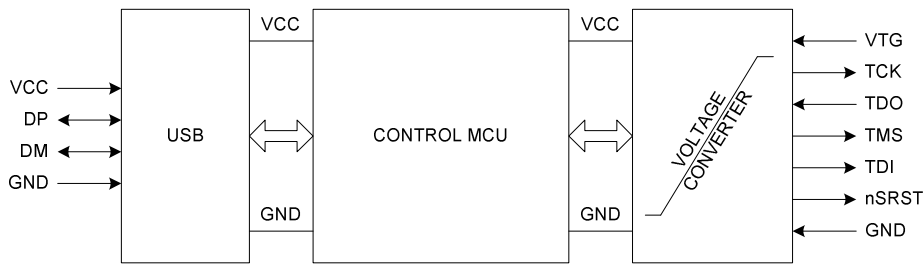 VCC
DP
DM
GND
USB
VCC
GND
CONTROL MCU
VCC
GND
VOLTAGE
CONVERTER
VTG
TCK
TDO
TMS
TDI
nSRST
GND